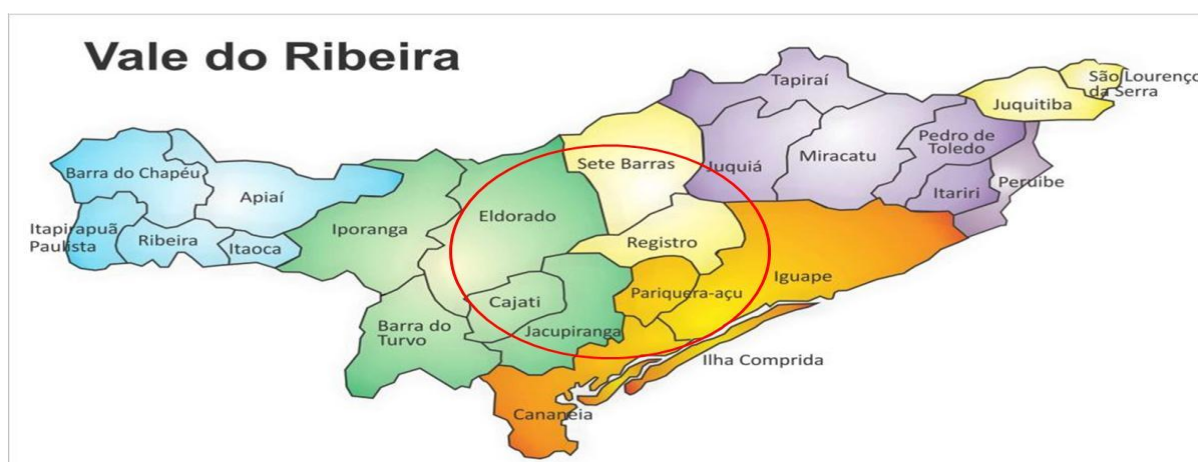 Vale do Ribeira
Tapiraí
São Lourenço
da Serra
Juquitiba
Pedro de
Toledo
Miracatu
Juquiá
Sete Barras
Barra do Chapéu
Peruibe
Itariri
Apiaí
Eldorado
Itapirapuã
Paulista
Ribeira
Itaoca
Iporanga
Registro
Iguape
Pariquera-açu
Cajati
Barra do
Turvo
Jacupiranga
Ilha Comprida
Cananéia